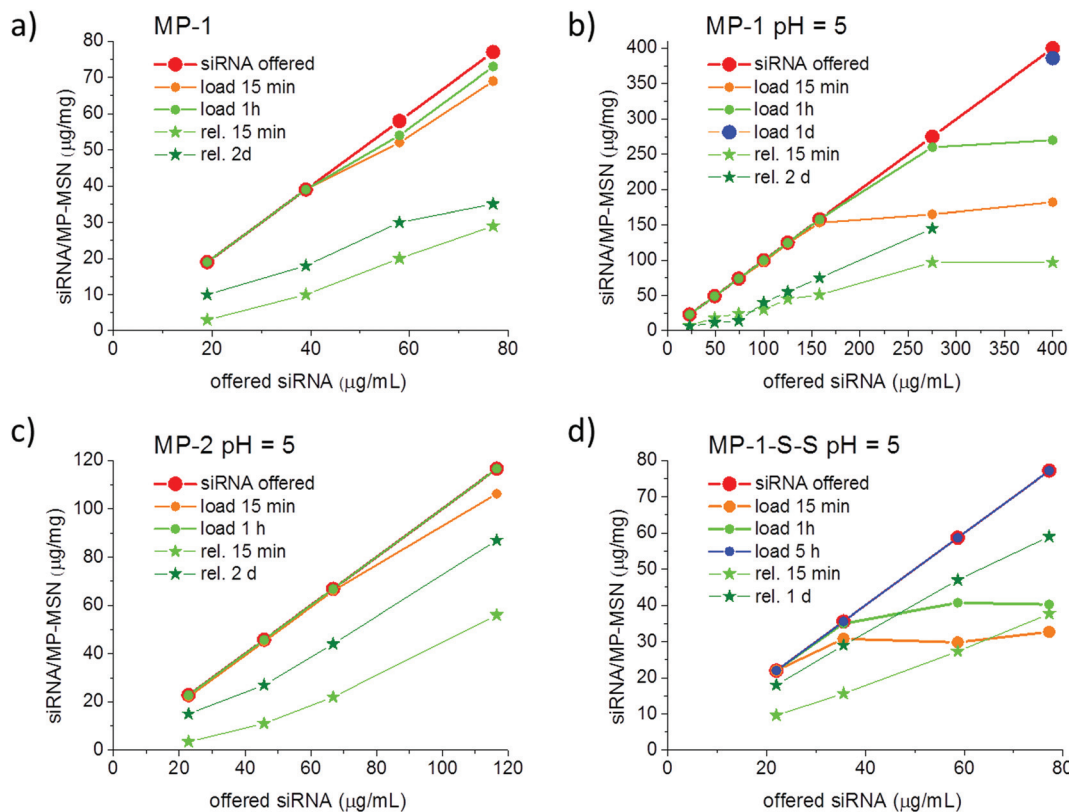 a)
MP-1
siRNA offered
load 15 min
load 1h
rel. 15 min
rel. 2d
siRNA/MP-MSN (μg/mg)
80
70
60
50
40
30
20
10
0
0 20 40 60 80
offered siRNA (μg/mL)
b)
MP-1 pH = 5
siRNA offered
load 15 min
load 1h
load 1d
rel. 15 min
rel. 2 d
siRNA/MP-MSN (μg/mg)
400
350
300
250
200
150
100
50
0
0 50 100 150 200 250 300 350 400
offered siRNA (μg/mL)
c)
MP-2 pH = 5
siRNA offered
load 15 min
load 1 h
rel. 15 min
rel. 2 d
siRNA/MP-MSN (μg/mg)
120
100
80
60
40
20
0
0 20 40 60 80 100 120
offered siRNA (μg/mL)
d)
MP-1-S-S pH = 5
siRNA offered
load 15 min
load 1h
load 5 h
rel. 15 min
rel. 1 d
siRNA/MP-MSN (μg/mg)
80
70
60
50
40
30
20
10
0
0 20 40 60 80
offered siRNA (μg/mL)